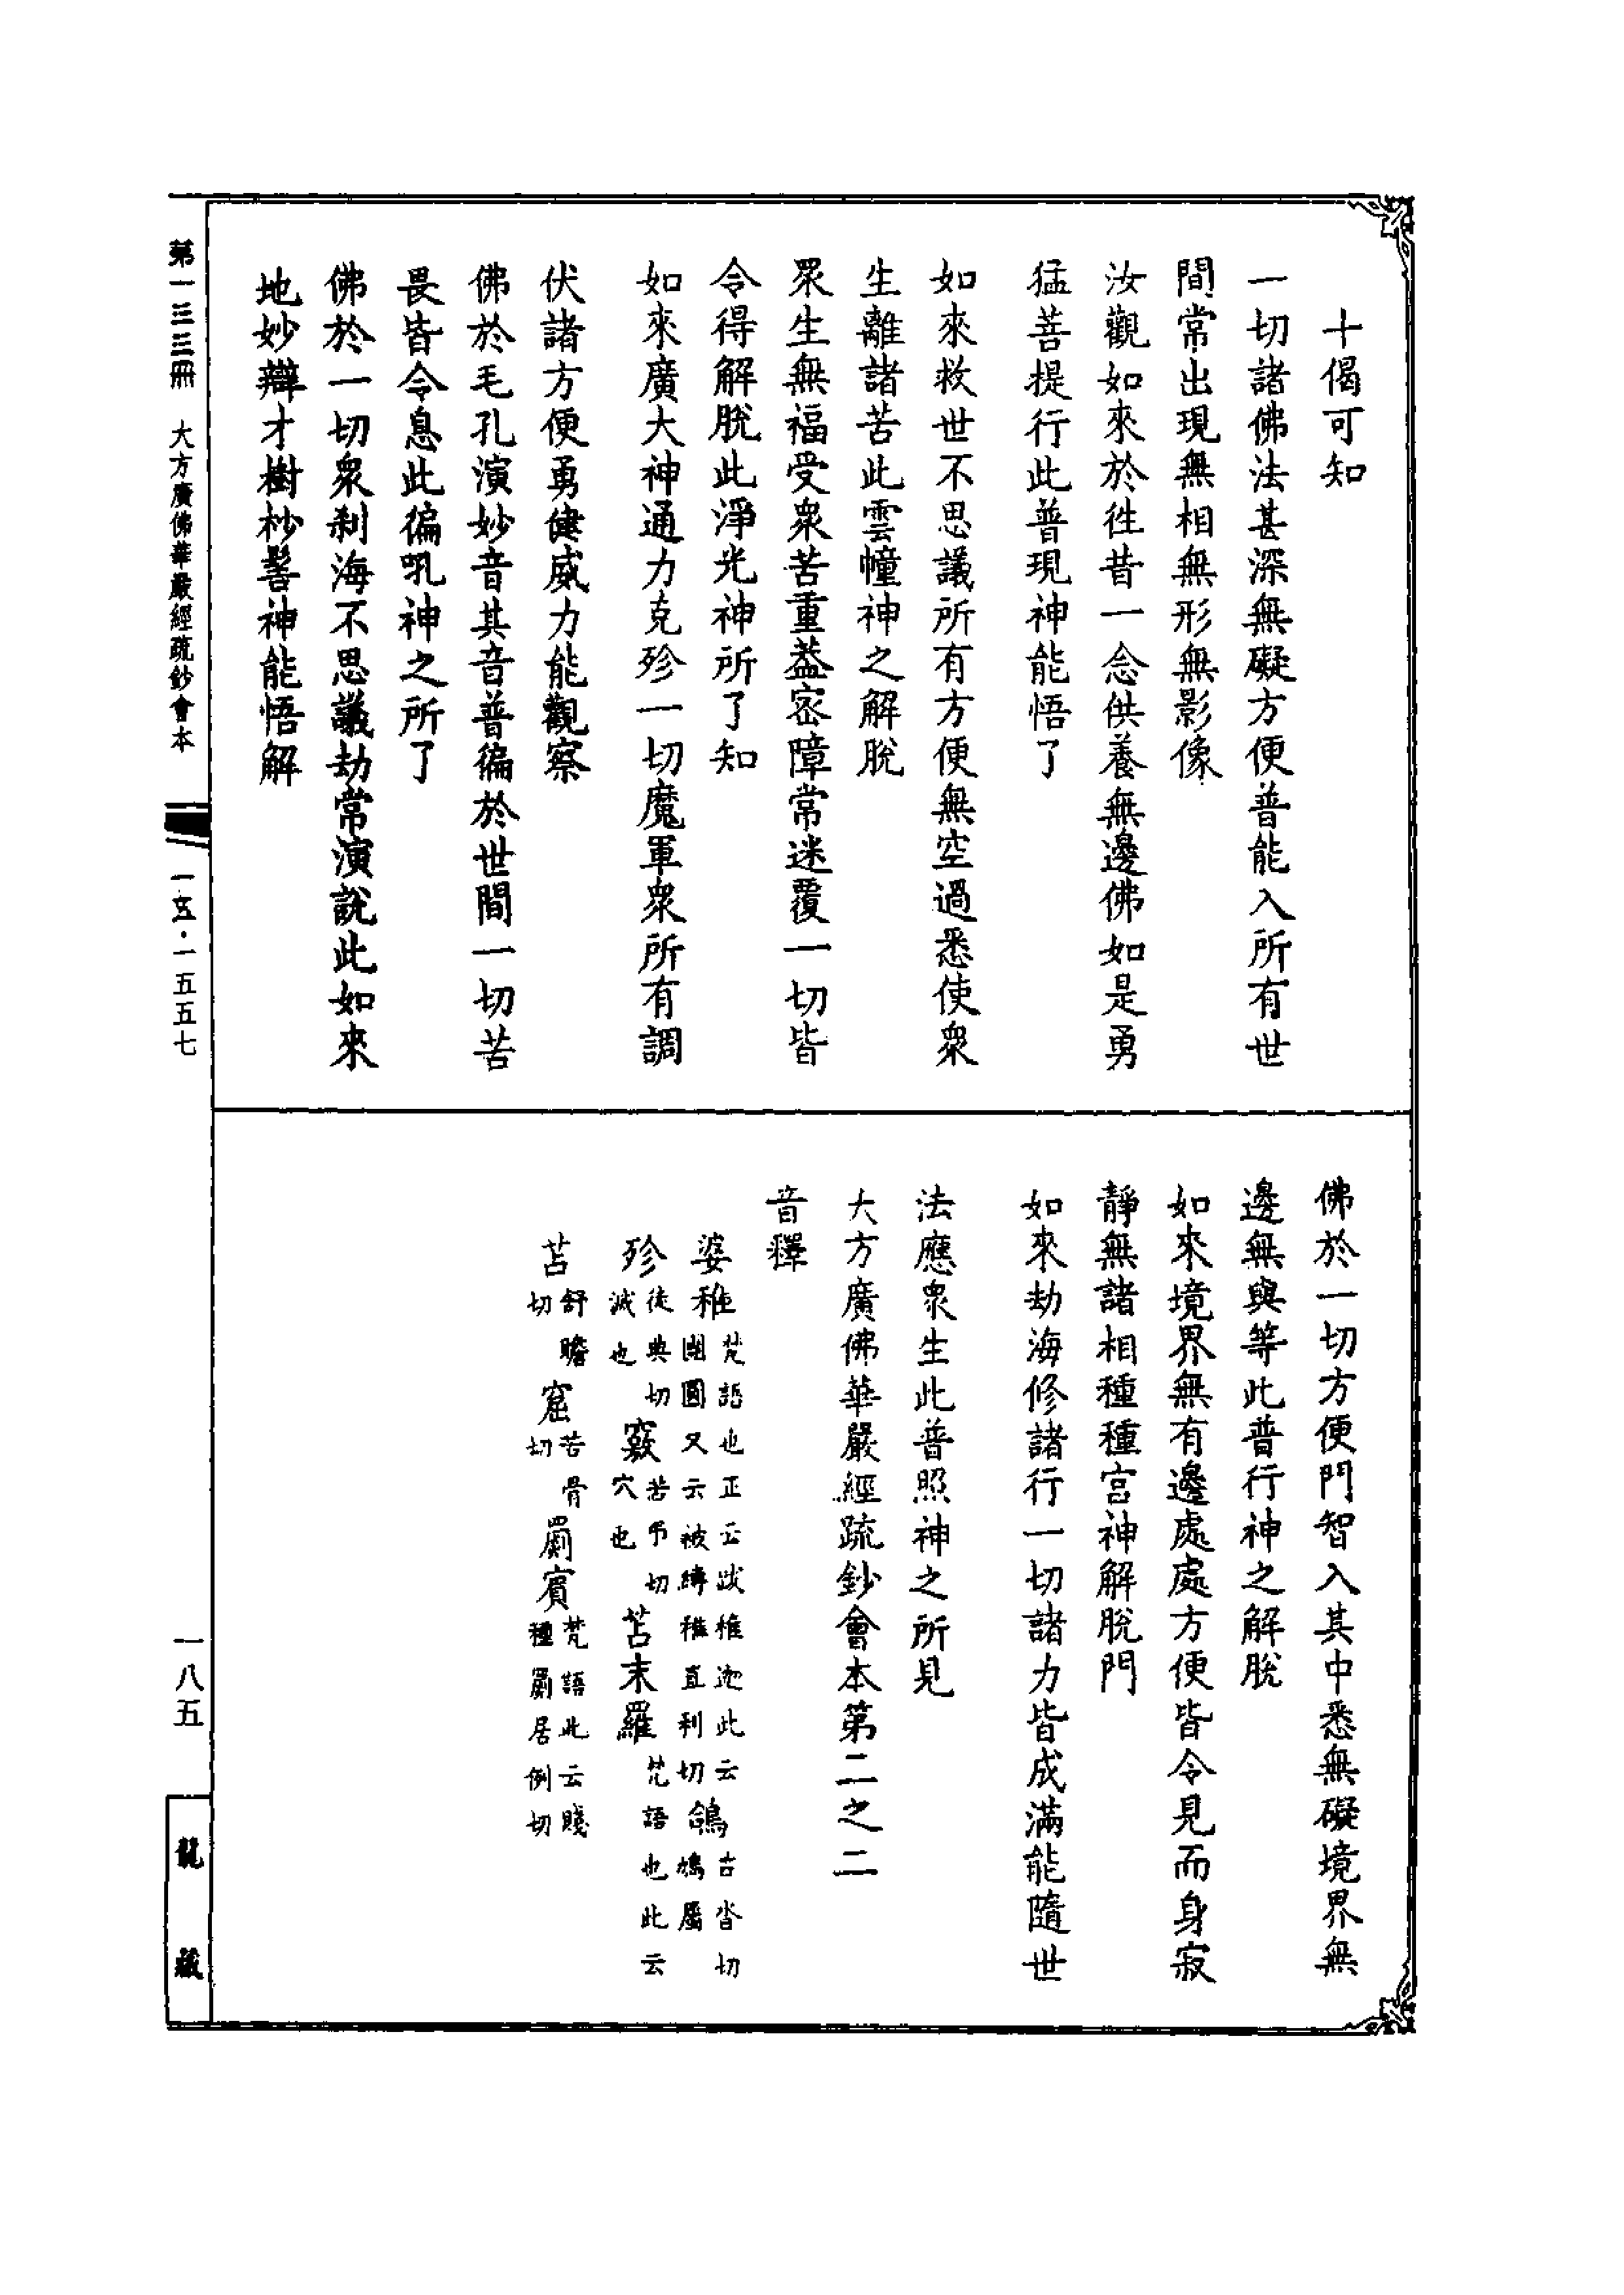 十偈可知
一切諸佛法甚深無礙方便普能入所有世
間常出現無相無形無影像
汝觀如來於徃昔一念供養無邊佛如是勇
猛菩提行此普現神能悟了
如來救世不思議所有方便無空過悉使衆
生離諸苦此雲幢神之解脫
眾生無福受衆苦重葢宻障常迷覆一切皆
令得解脫此淨光神所了知
如來廣大神通力克殄一切魔軍衆所有調
伏諸方便勇健威力能觀察
佛於毛孔演妙音其音普徧於世間一切苦
畏皆令息此徧吼神之所了
佛於一切衆刹海不思議劫常演說此如來
地妙辯才樹杪髻神能悟解
佛於一切方便門智入其中悉無礙境界無
邊無與等此普行神之解脫
如來境界無有邊處處方便皆令見而身寂
靜無諸相種種宮神解脫門
如來劫海修諸行一切諸力皆成滿能隨世
法應衆生此普照神之所見
大方廣佛華嚴經疏鈔會本第二之二
音釋
婆稚 梵語也正云跋稚迦此云團圓又云被縛稚直利切 鴿 古沓切鳩屬
殄 徒典切滅也 竅 苦弔切穴也 苫末羅 梵語也此云
苫 舒瞻切 窟 苦骨切 罽賓 梵語此云賤種罽居例切
第一三三冊 大方廣佛華嚴經疏鈔會本 一五·一五五七 一八五 龍藏